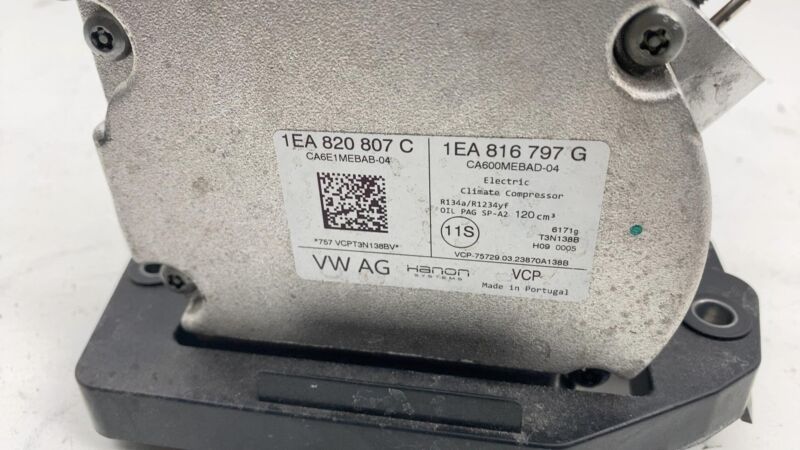 1EA 820 807 C
CA6E1MEBAB-04
*757 VCPT3N138BV*
1EA 816 797 G
CA600MEBAD-04
Electric
Climate Compressor
R134a/R1234yf
OIL PAG SP-A2 120 cm³
11S
6171g
T3N138B
H09 0005
VCP-75729.03.23870A138B
VW AG
Hanon
SYSTEMS
VCP
Made in Portugal